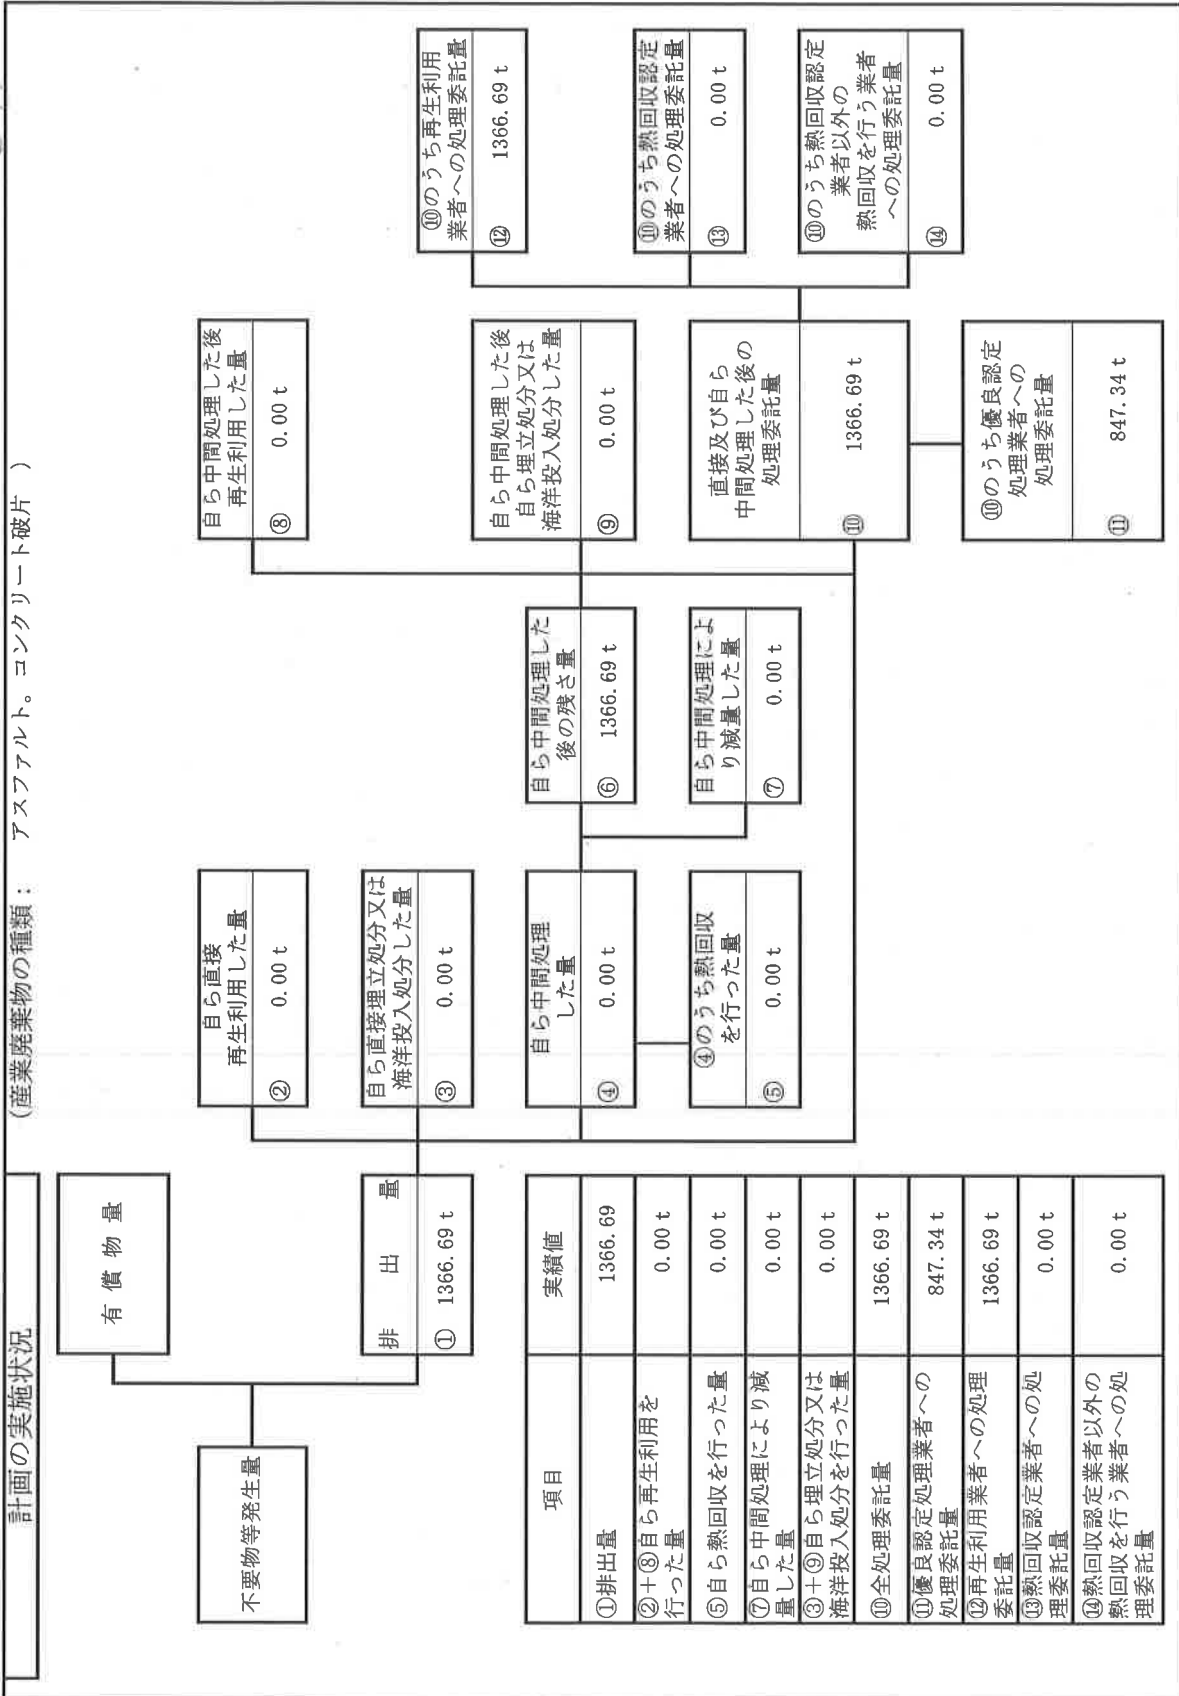 計画の実施状況
(産業廃棄物の種類： アスファルト。コンクリート破片 )
不要物等発生量
有償物量
排出量
① 1366.69 t
自ら直接
再生利用した量
② 0.00 t
自ら直接埋立処分又は
海洋投入処分した量
③ 0.00 t
自ら中間処理
した量
④ 0.00 t
④のうち熱回収
を行った量
⑤ 0.00 t
自ら中間処理した
後の残さ量
⑥ 1366.69 t
自ら中間処理によ
り減量した量
⑦ 0.00 t
自ら中間処理した後
再生利用した量
⑧ 0.00 t
自ら中間処理した後
自ら埋立処分又は
海洋投入処分した量
⑨ 0.00 t
直接及び自ら
中間処理した後の
処理委託量
⑩ 1366.69 t
⑩のうち優良認定
処理業者への
処理委託量
⑪ 847.34 t
⑩のうち再生利用
業者への処理委託量
⑫ 1366.69 t
⑩のうち熱回収認定
業者への処理委託量
⑬ 0.00 t
⑩のうち熱回収認定
業者以外の
熱回収を行う業者
への処理委託量
⑭ 0.00 t
項目 実績値
①排出量 1366.69
②＋⑧自ら再生利用を
行った量 0.00 t
⑤自ら熱回収を行った量 0.00 t
⑦自ら中間処理により減
量した量 0.00 t
③＋⑨自ら埋立処分又は
海洋投入処分を行った量 0.00 t
⑩全処理委託量 1366.69 t
⑪優良認定処理業者への
処理委託量 847.34 t
⑫再生利用業者への処理
委託量 1366.69 t
⑬熱回収認定業者への処
理委託量 0.00 t
⑭熱回収認定業者以外の
熱回収を行う業者への処
理委託量 0.00 t